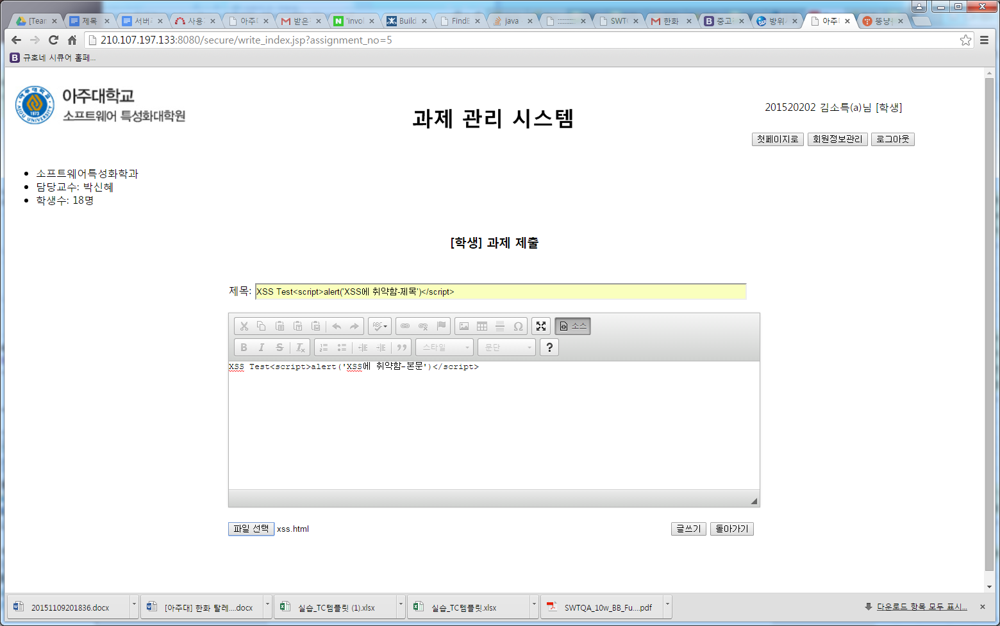 [Tear
제목
서버
사용
아주
받은
'invo
Build
FindE
java
:::::::::
SWT
한화
중고
방위
아주
뚱냥
210.107.197.133:8080/secure/write_index.jsp?assignment_no=5
B 규호네 시큐어 홈페...
아주대학교
소프트웨어 특성화대학원
AJOU UNIVERSITY
1973
과제 관리 시스템
201520202 김소특(a)님 [학생]
첫페이지로 회원정보관리 로그아웃
소프트웨어특성화학과
담당교수: 박신혜
학생수: 18명
[학생] 과제 제출
제목: XSS Test<script>alert('XSS에 취약함-제목')</script>
소스
스타일 문단 ?
XSS Test<script>alert('XSS에 취약함-본문')</script>
파일 선택 xss.html 글쓰기 돌아가기
20151109201836.docx [아주대] 한화 탈레....docx 실습_TC템플릿 (1).xlsx 실습_TC템플릿.xlsx SWTQA_10w_BB_Fu....pdf 다운로드 항목 모두 표시...